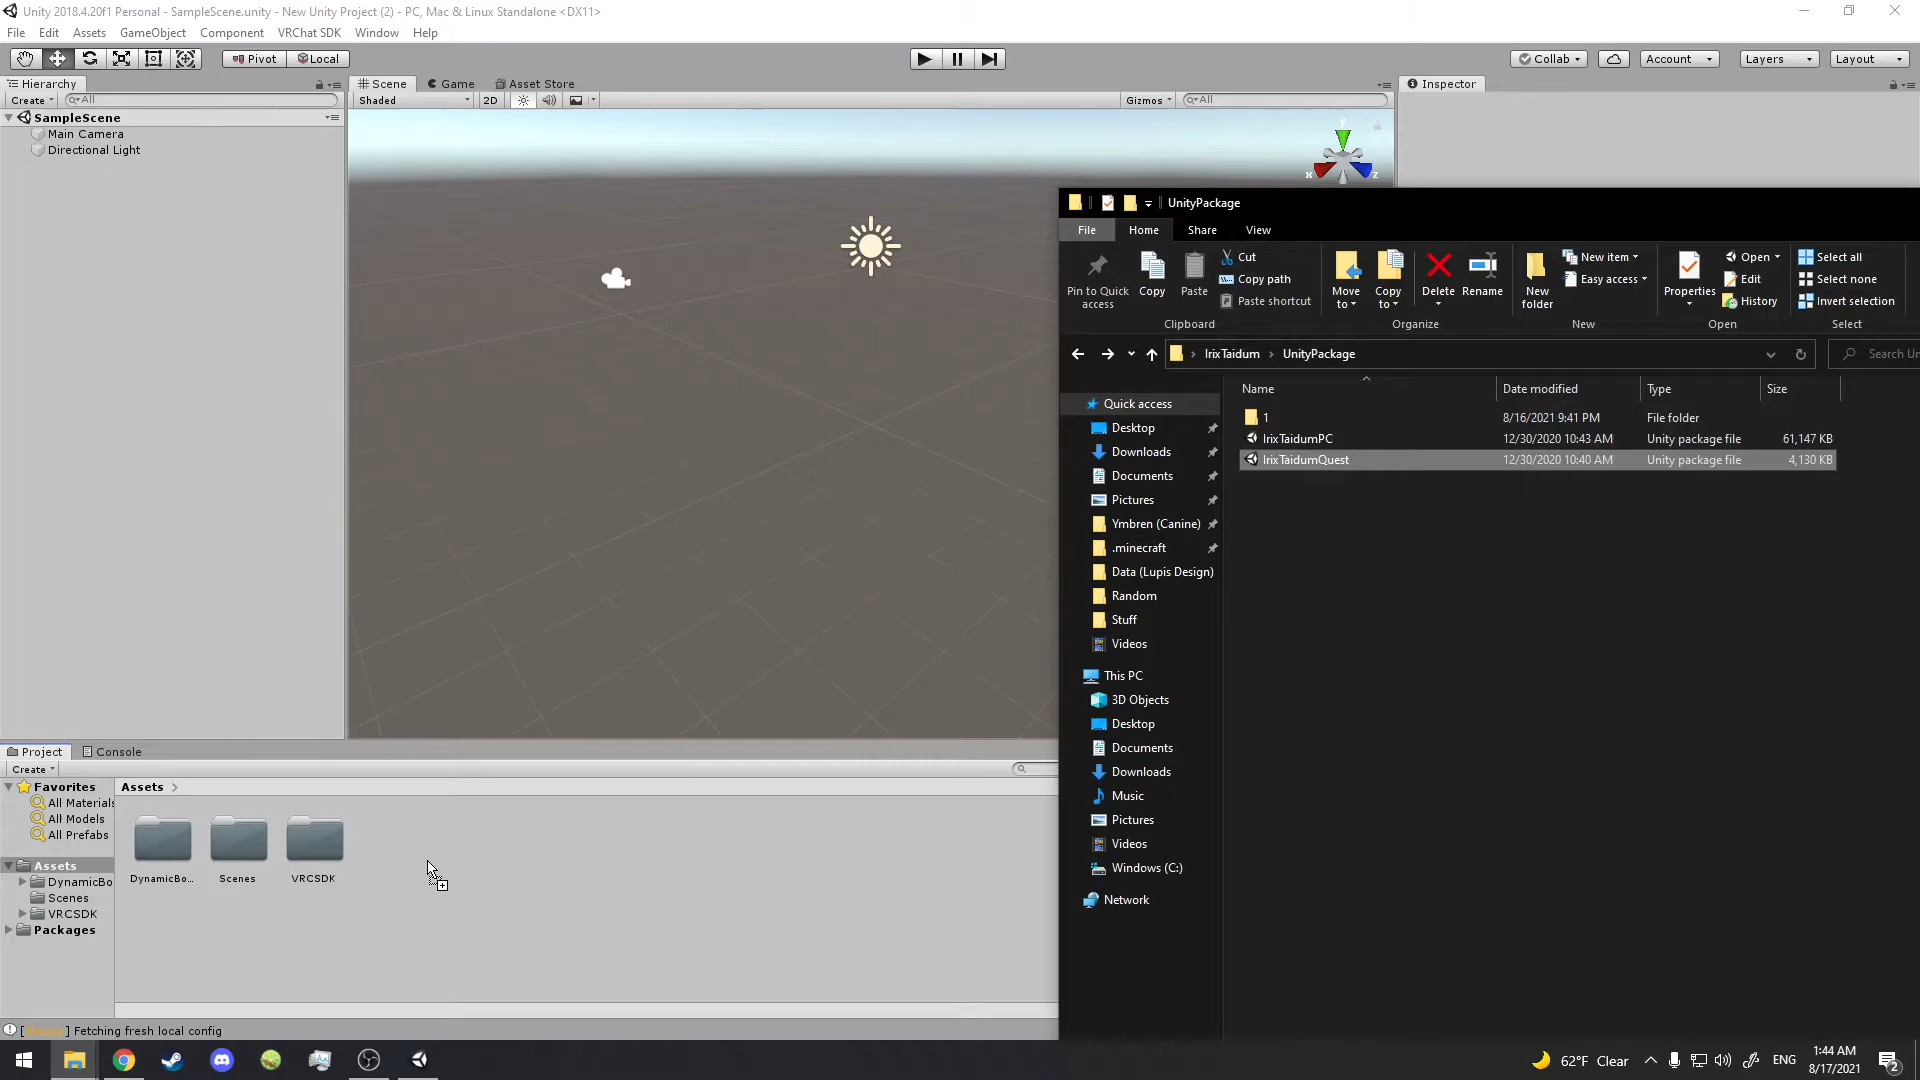 Unity 2018.4.20f1 Personal - SampleScene.unity - New Unity Project (2) - PC, Mac & Linux Standalone <DX11>
File Edit Assets GameObject Component VRChat SDK Window Help
Pivot Local Collab Account Layers Layout
Hierarchy
Create All
SampleScene
Main Camera
Directional Light
Scene Game Asset Store
Shaded 2D Gizmos All
Inspector
UnityPackage
File Home Share View
Pin to Quick access
Copy
Paste
Cut
Copy path
Paste shortcut
Clipboard
Move to
Copy to
Delete
Rename
Organize
New folder
New item
Easy access
New
Properties
Open
Edit
History
Open
Select all
Select none
Invert selection
Select
IrixTaidum UnityPackage
Search Un
Name Date modified Type Size
1 8/16/2021 9:41 PM File folder
IrixTaidumPC 12/30/2020 10:43 AM Unity package file 61,147 KB
IrixTaidumQuest 12/30/2020 10:40 AM Unity package file 4,130 KB
Quick access
Desktop
Downloads
Documents
Pictures
Ymbren (Canine)
.minecraft
Data (Lupis Design)
Random
Stuff
Videos
This PC
3D Objects
Desktop
Documents
Downloads
Music
Pictures
Videos
Windows (C:)
Network
Project Console
Create
Favorites
All Materials
All Models
All Prefabs
Assets
DynamicBo
Scenes
VRCSDK
Packages
Assets
DynamicBo...
Scenes
VRCSDK
Fetching fresh local config
62°F Clear
ENG
1:44 AM
8/17/2021
2
x
z